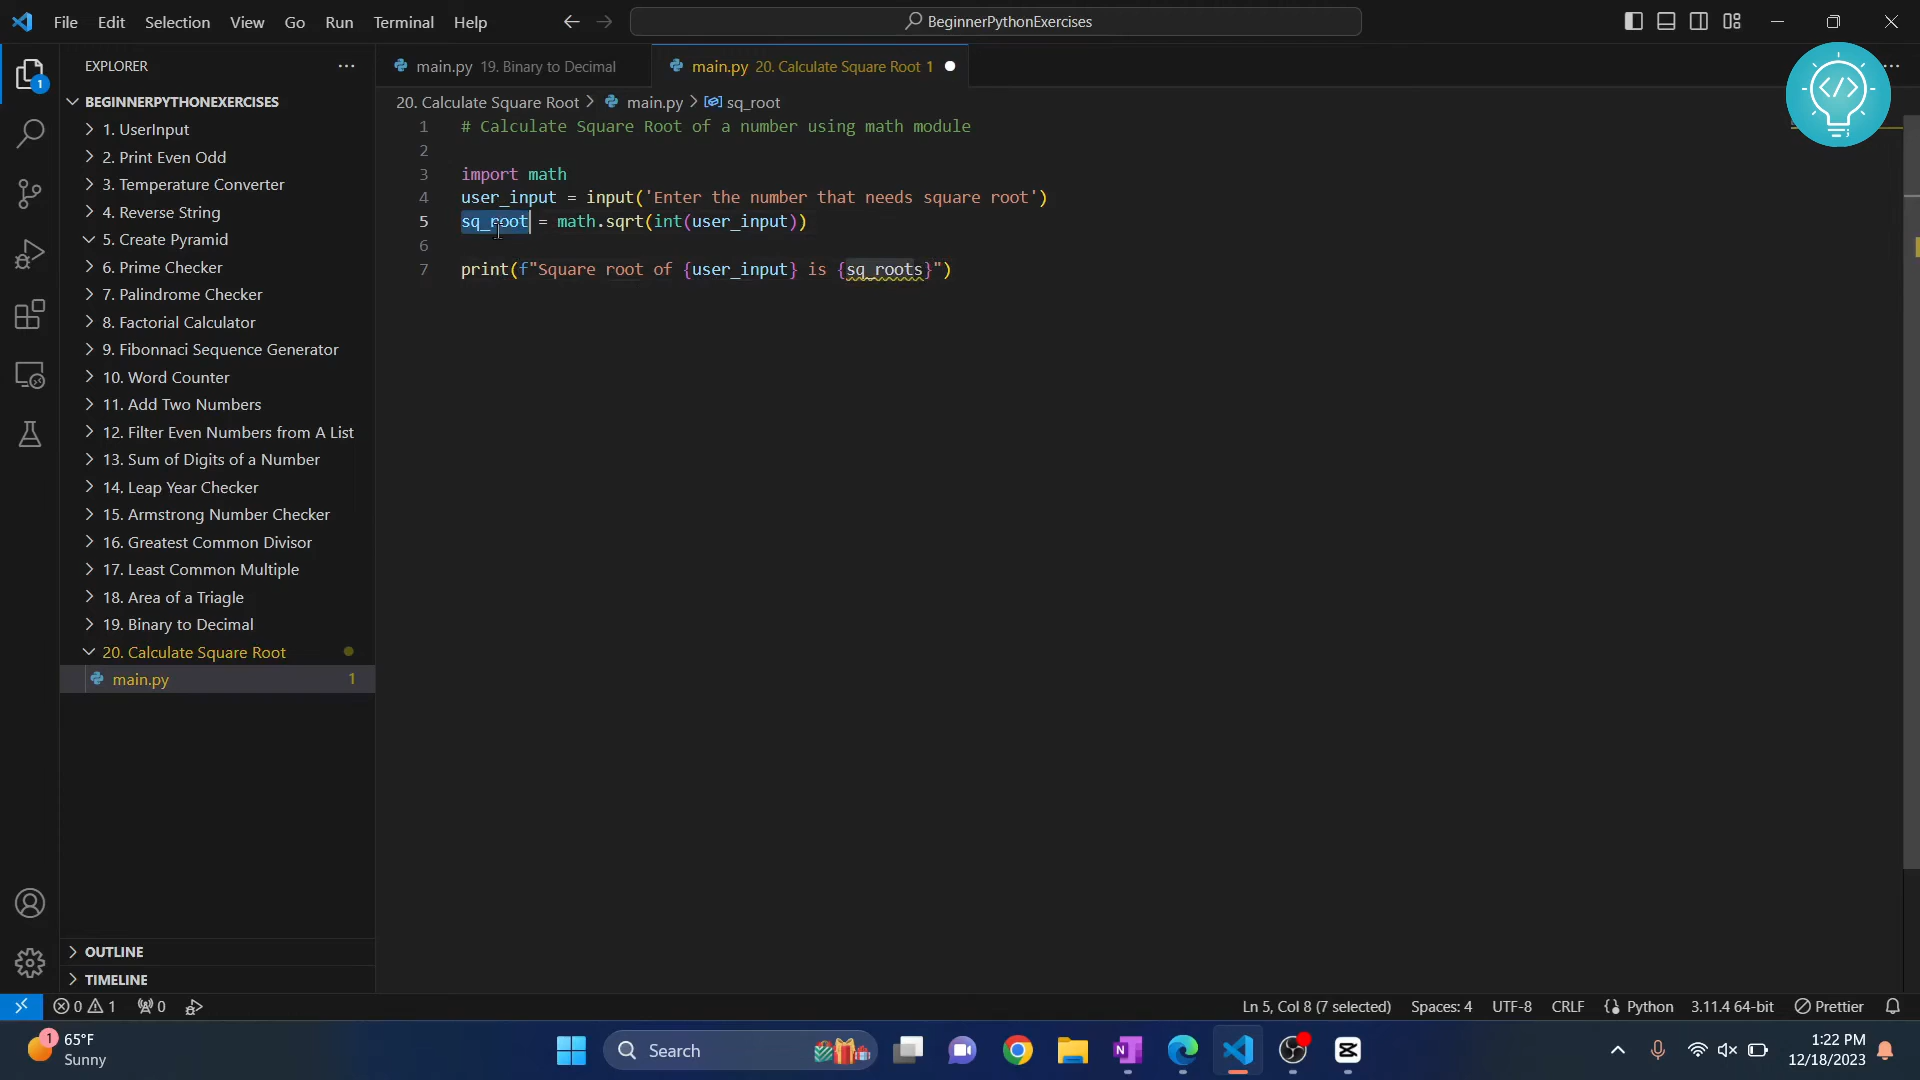 File Edit Selection View Go Run Terminal Help
BeginnerPythonExercises
EXPLORER
main.py 19. Binary to Decimal
main.py 20. Calculate Square Root 1
</>
1
BEGINNERPYTHONEXERCISES
20. Calculate Square Root > main.py > sq_root
1. UserInput
2. Print Even Odd
3. Temperature Converter
4. Reverse String
5. Create Pyramid
6. Prime Checker
7. Palindrome Checker
8. Factorial Calculator
9. Fibonnaci Sequence Generator
10. Word Counter
11. Add Two Numbers
12. Filter Even Numbers from A List
13. Sum of Digits of a Number
14. Leap Year Checker
15. Armstrong Number Checker
16. Greatest Common Divisor
17. Least Common Multiple
18. Area of a Triagle
19. Binary to Decimal
20. Calculate Square Root
main.py 1
OUTLINE
TIMELINE
1 # Calculate Square Root of a number using math module
2
3 import math
4 user_input = input('Enter the number that needs square root')
5 sq_root = math.sqrt(int(user_input))
6
7 print(f"Square root of {user_input} is {sq_roots}")
0 1 0
Ln 5, Col 8 (7 selected) Spaces: 4 UTF-8 CRLF Python 3.11.4 64-bit Prettier
1
65°F
Sunny
Search
N
1:22 PM
12/18/2023